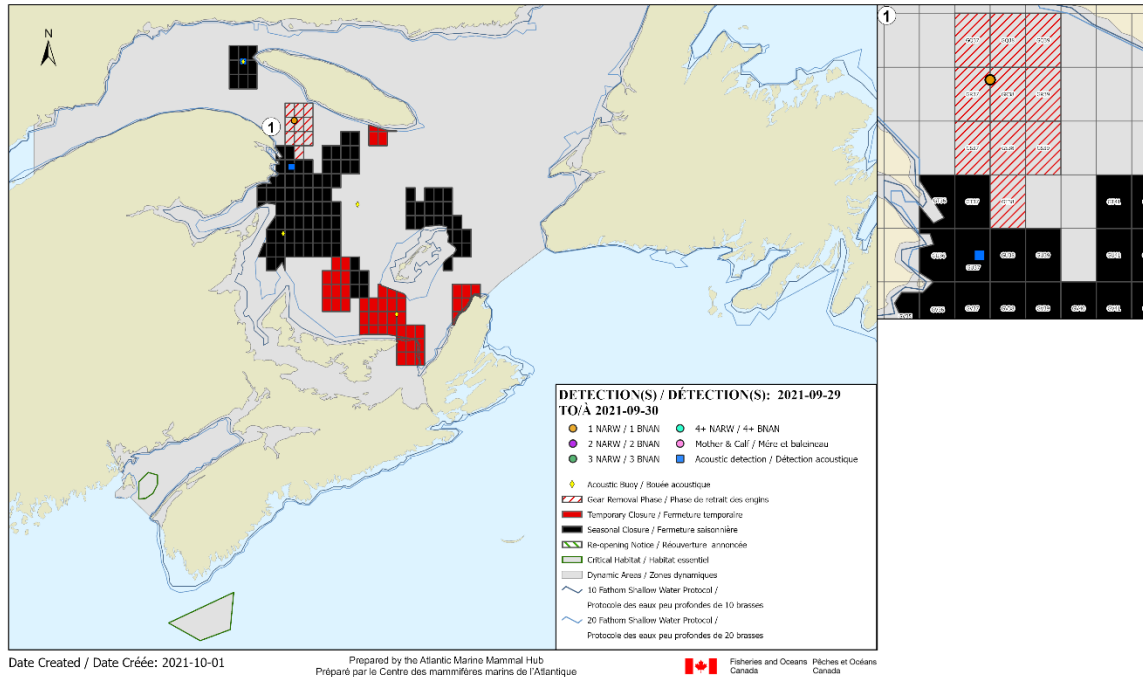 N
1
1
DETECTION(S) / DÉTECTION(S): 2021-09-29
TO/À 2021-09-30
1 NARW / 1 BNAN
4+ NARW / 4+ BNAN
2 NARW / 2 BNAN
Mother & Calf / Mère et baleineau
3 NARW / 3 BNAN
Acoustic detection / Détection acoustique
Acoustic Buoy / Bouée acoustique
Gear Removal Phase / Phase de retrait des engins
Temporary Closure / Fermeture temporaire
Seasonal Closure / Fermeture saisonnière
Re-opening Notice / Réouverture annoncée
Critical Habitat / Habitat essentiel
Dynamic Areas / Zones dynamiques
10 Fathom Shallow Water Protocol /
Protocole des eaux peu profondes de 10 brasses
20 Fathom Shallow Water Protocol /
Protocole des eaux peu profondes de 20 brasses
Date Created / Date Créée: 2021-10-01
Prepared by the Atlantic Marine Mammal Hub
Préparé par le Centre des mammifères marins de l'Atlantique
Fisheries and Oceans
Canada
Pêches et Océans
Canada